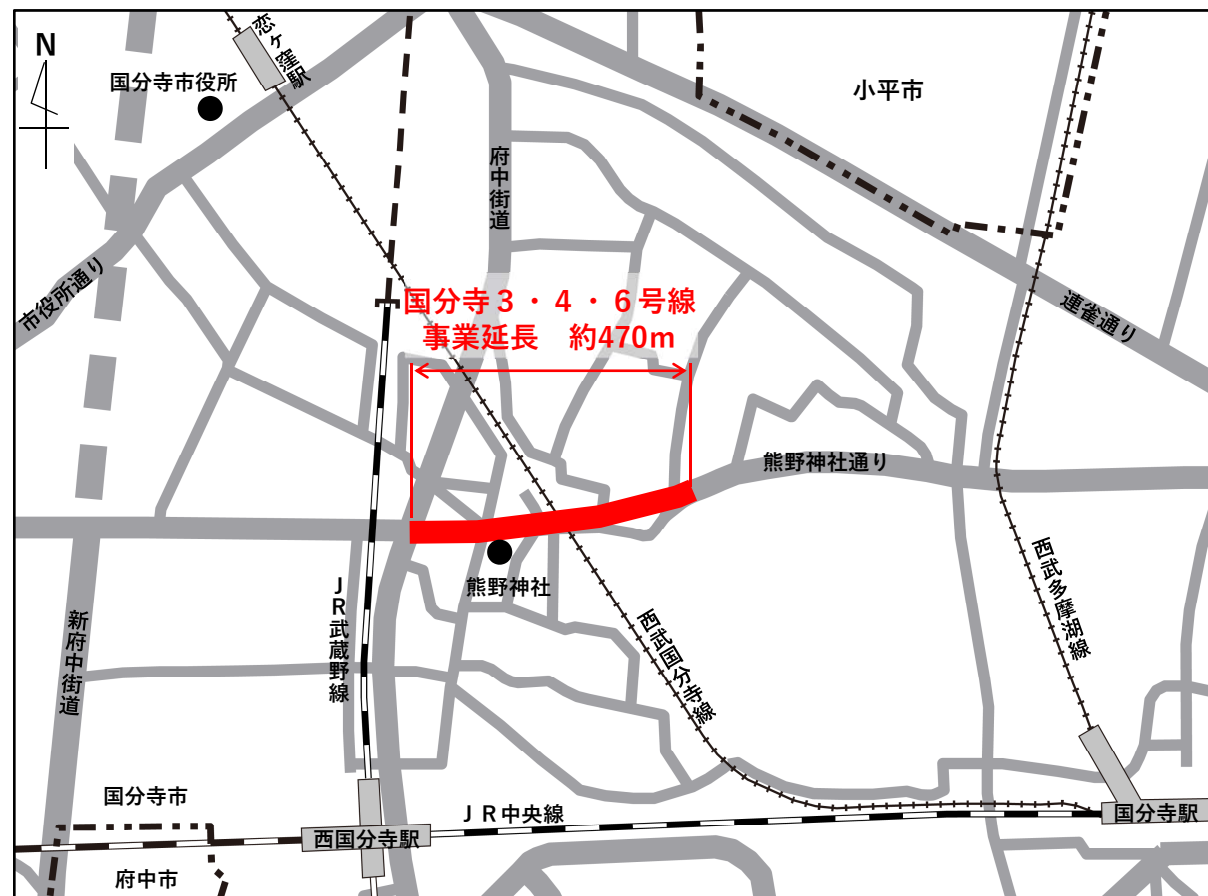 N
恋ヶ窪駅
国分寺市役所
小平市
府中街道
市役所通り
連雀通り
国分寺３・４・６号線
事業延長　約470m
熊野神社通り
熊野神社
ＪＲ武蔵野線
新府中街道
西武国分寺線
西武多摩湖線
国分寺市
ＪＲ中央線
西国分寺駅
国分寺駅
府中市